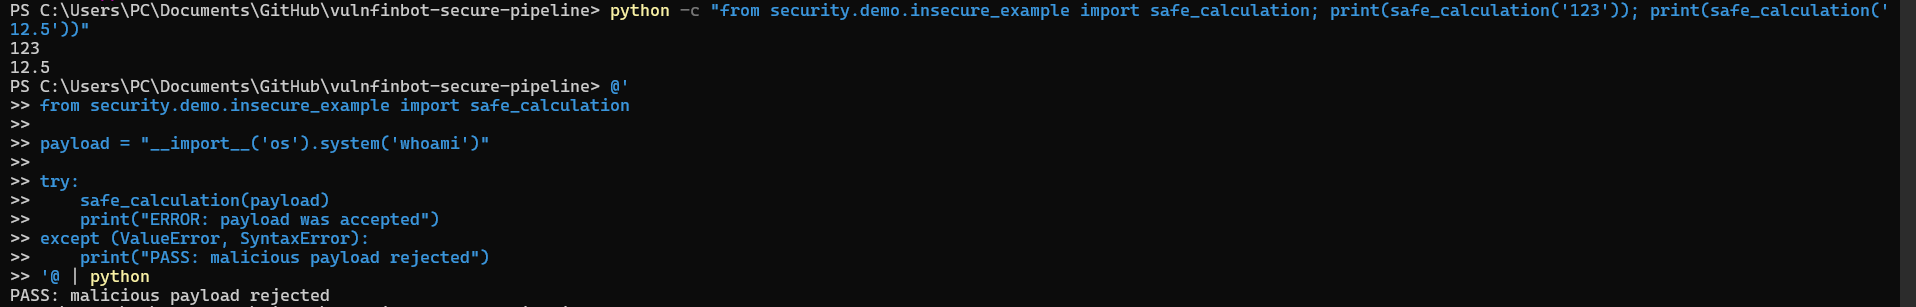 PS C:\Users\PC\Documents\GitHub\vulnfinbot-secure-pipeline> python -c "from security.demo.insecure_example import safe_calculation; print(safe_calculation('123')); print(safe_calculation('
12.5'))"
123
12.5
PS C:\Users\PC\Documents\GitHub\vulnfinbot-secure-pipeline> @'
>> from security.demo.insecure_example import safe_calculation
>>
>> payload = "__import__('os').system('whoami')"
>>
>> try:
>>     safe_calculation(payload)
>>     print("ERROR: payload was accepted")
>> except (ValueError, SyntaxError):
>>     print("PASS: malicious payload rejected")
>> '@ | python
PASS: malicious payload rejected